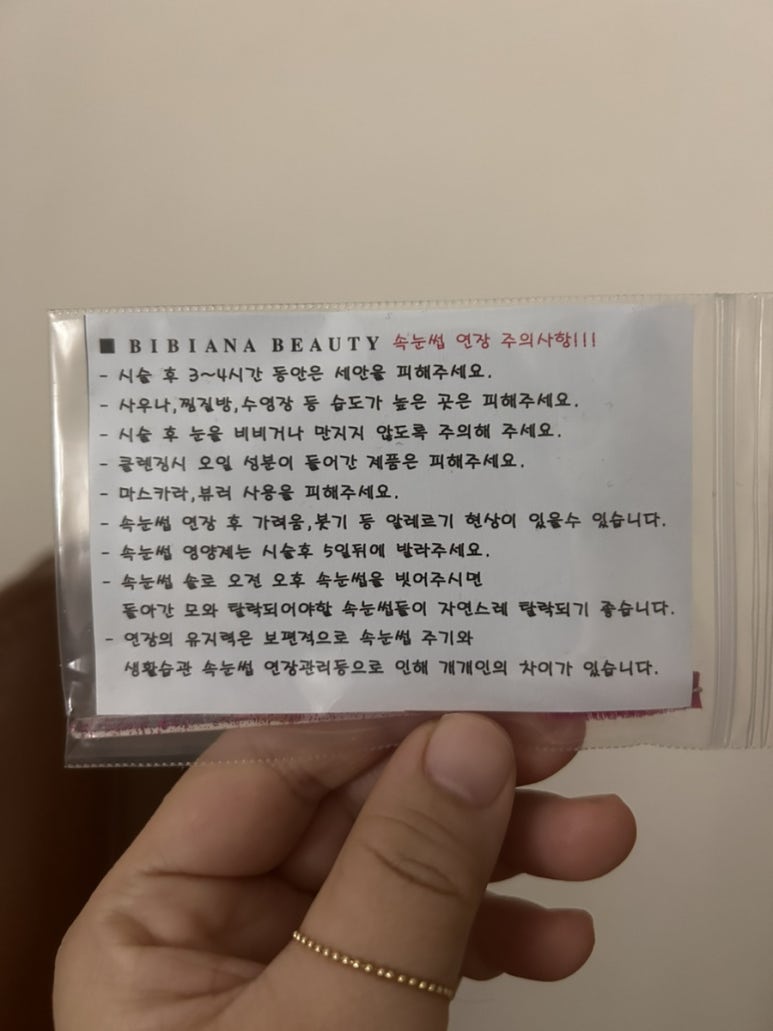 ■ BIBIANA BEAUTY 속눈썹 연장 주의사항!!!
- 시술 후 3~4시간 동안은 세안을 피해주세요.
- 사우나,찜질방,수영장 등 습도가 높은 곳은 피해주세요.
- 시술 후 눈을 비비거나 만지지 않도록 주의해 주세요.
- 클렌징시 오일 성분이 들어간 제품은 피해주세요.
- 마스카라,뷰러 사용을 피해주세요.
- 속눈썹 연장 후 가려움,붓기 등 알레르기 현상이 있을수 있습니다.
- 속눈썹 영양제는 시술후 5일뒤에 발라주세요.
- 속눈썹 솔로 오전 오후 속눈썹을 빗어주시면
돌아간 모와 탈락되어야할 속눈썹들이 자연스레 탈락되기 좋습니다.
- 연장의 유지력은 보편적으로 속눈썹 주기와
생활습관 속눈썹 연장관리등으로 인해 개개인의 차이가 있습니다.